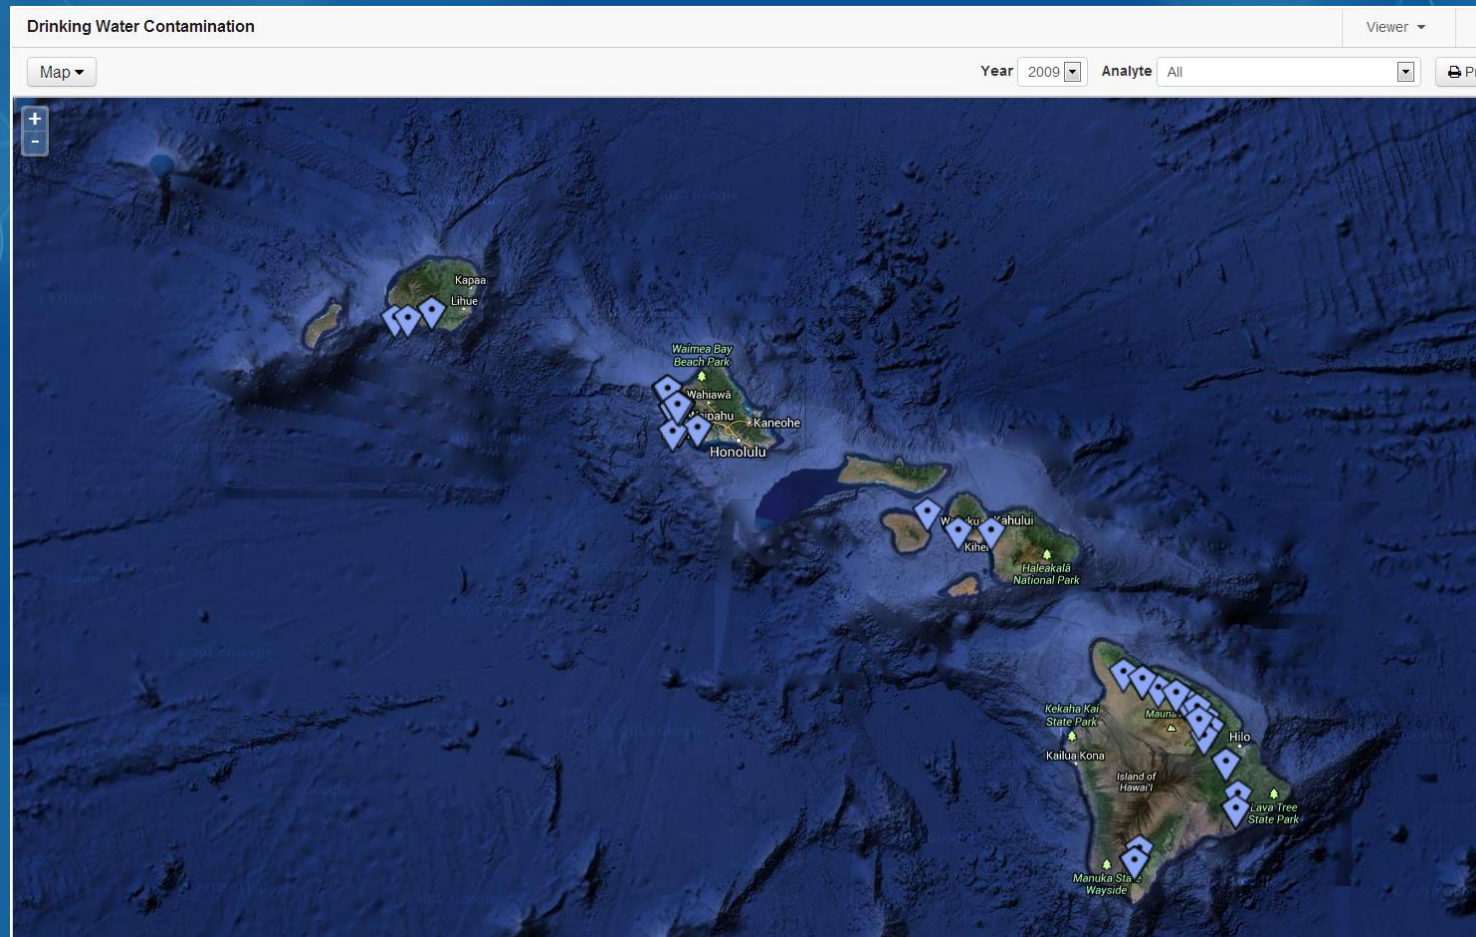 Drinking Water Contamination
Viewer
Map
Year 2009 Analyte All
+
-
Kapaa
Lihue
Waimea Bay
Beach Park
Wahiawā
Kaneohe
Honolulu
Kahului
Haleakalā
National Park
Kekaha Kai
State Park
Hilo
Kailua Kona
Island of
Hawai'i
Lava Tree
State Park
Manuka
Wayside